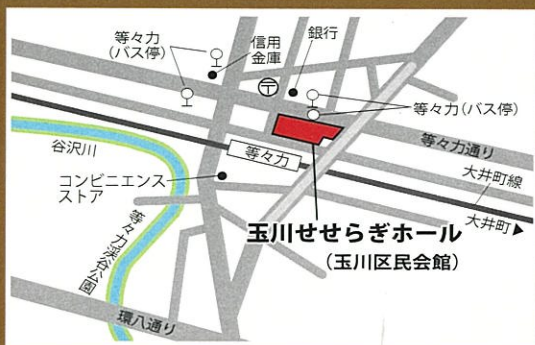 等々力
(バス停)
信用
金庫
銀行
〒
等々力(バス停)
等々力通り
谷沢川
等々力
大井町線
コンビニエンス
ストア
大井町▶
玉川せせらぎホール
(玉川区民会館)
等々力渓谷公園
環八通り